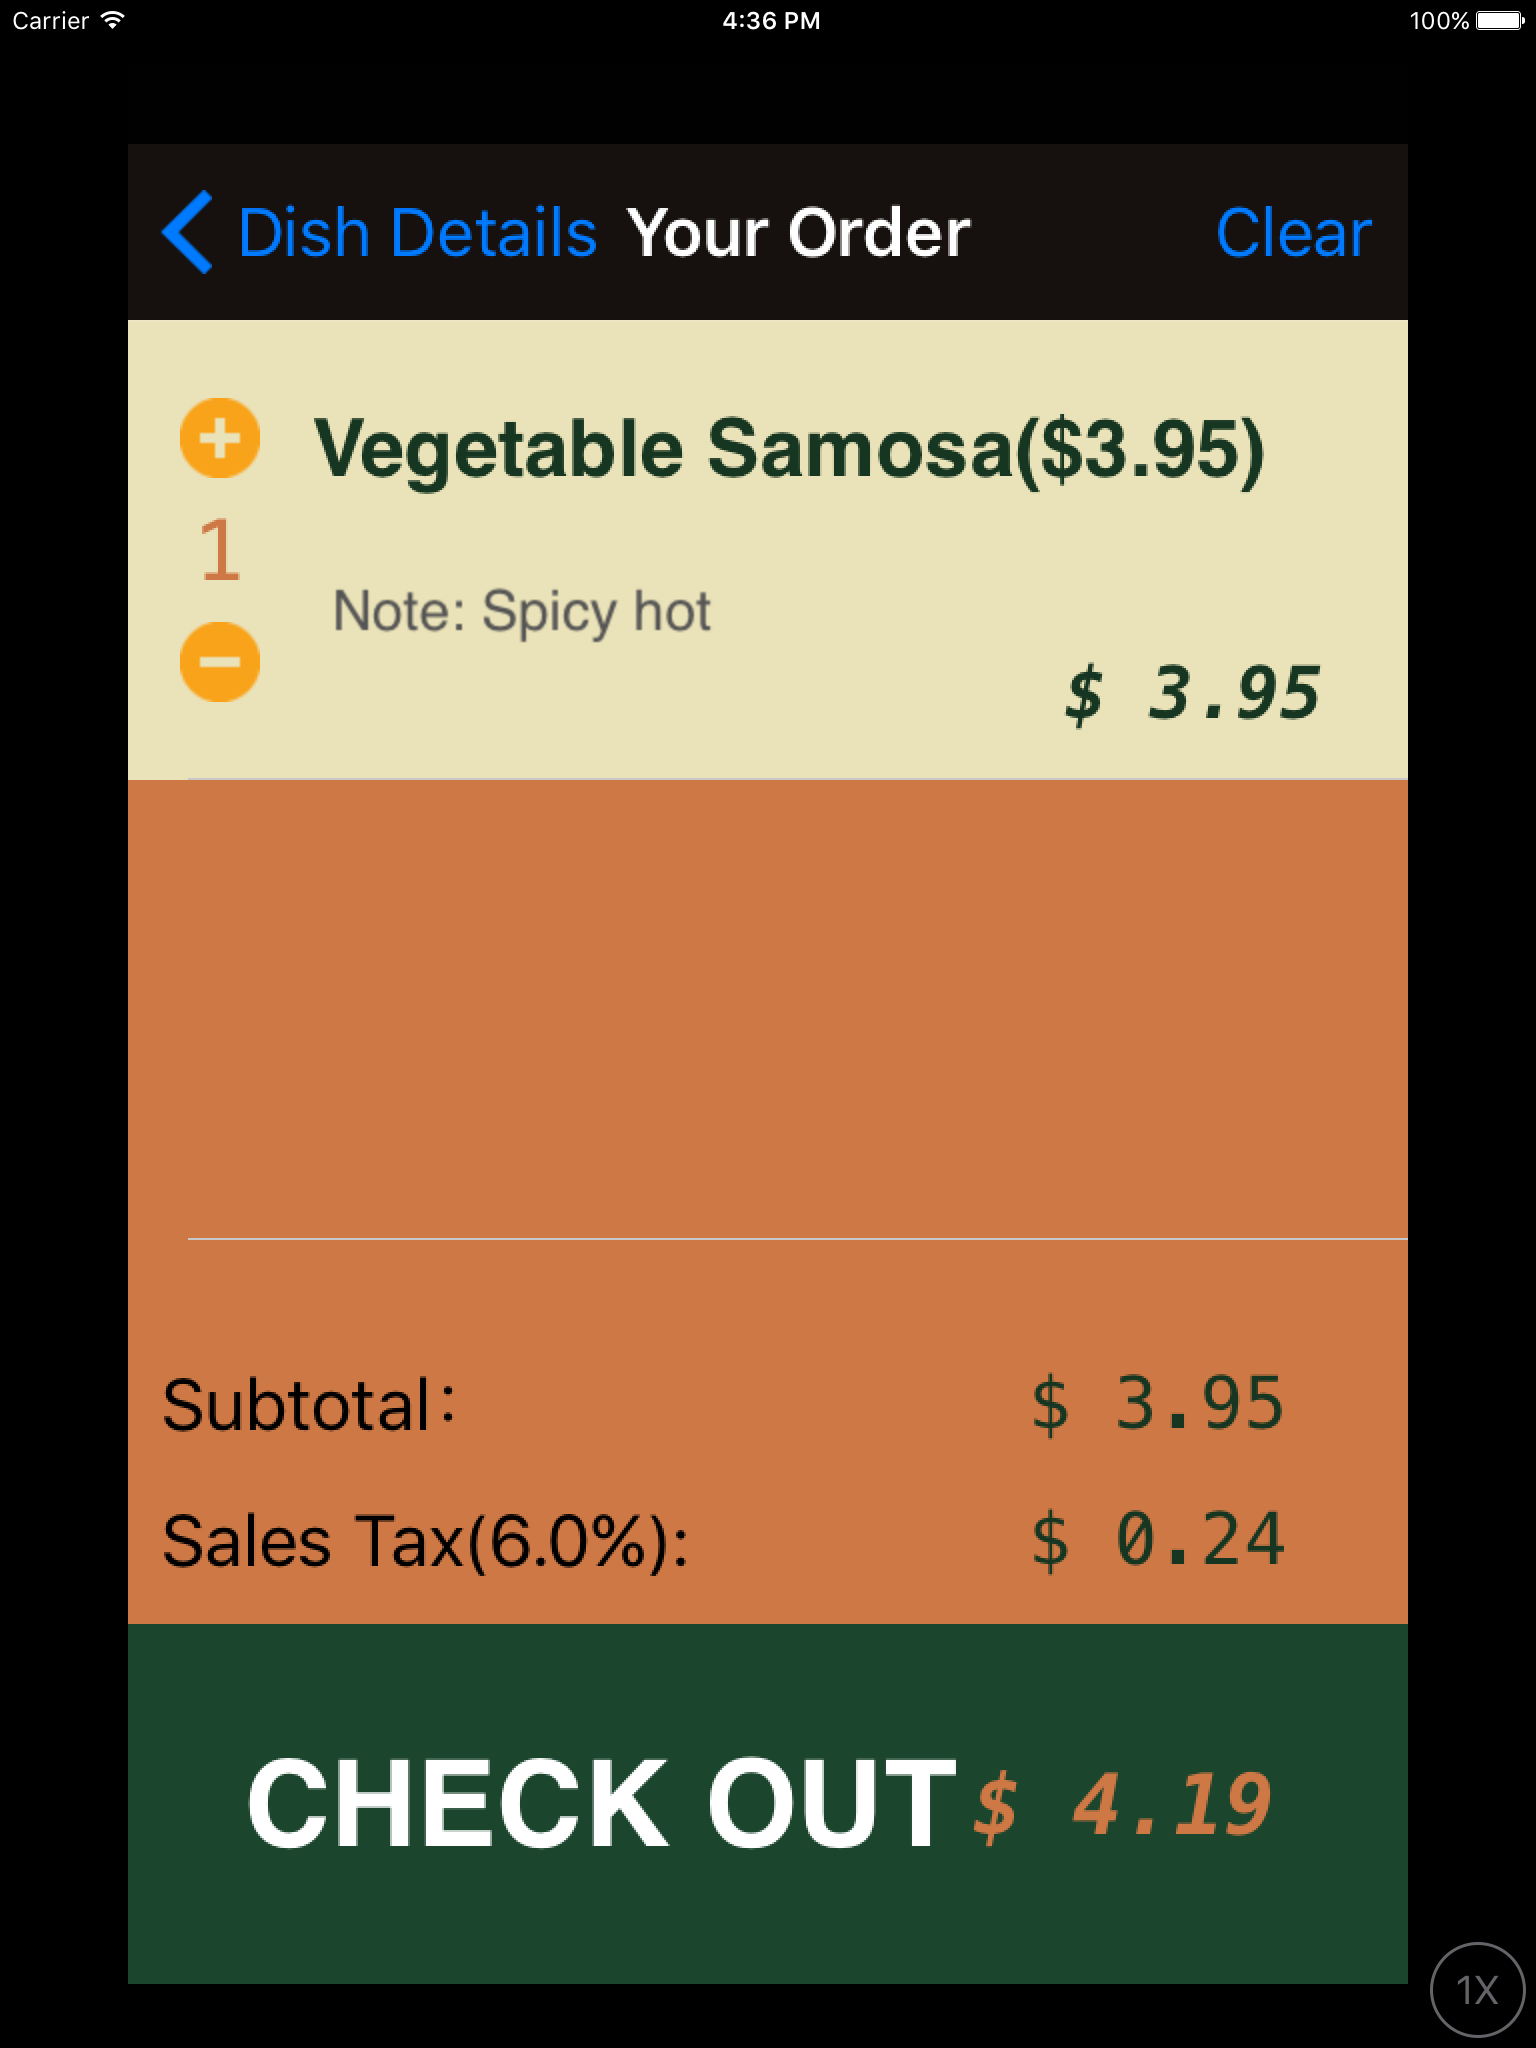 Carrier 4:36 PM 100%
Dish Details Your Order Clear
Vegetable Samosa($3.95)
1
Note: Spicy hot
$ 3.95
Subtotal: $ 3.95
Sales Tax(6.0%): $ 0.24
CHECK OUT $ 4.19
1X